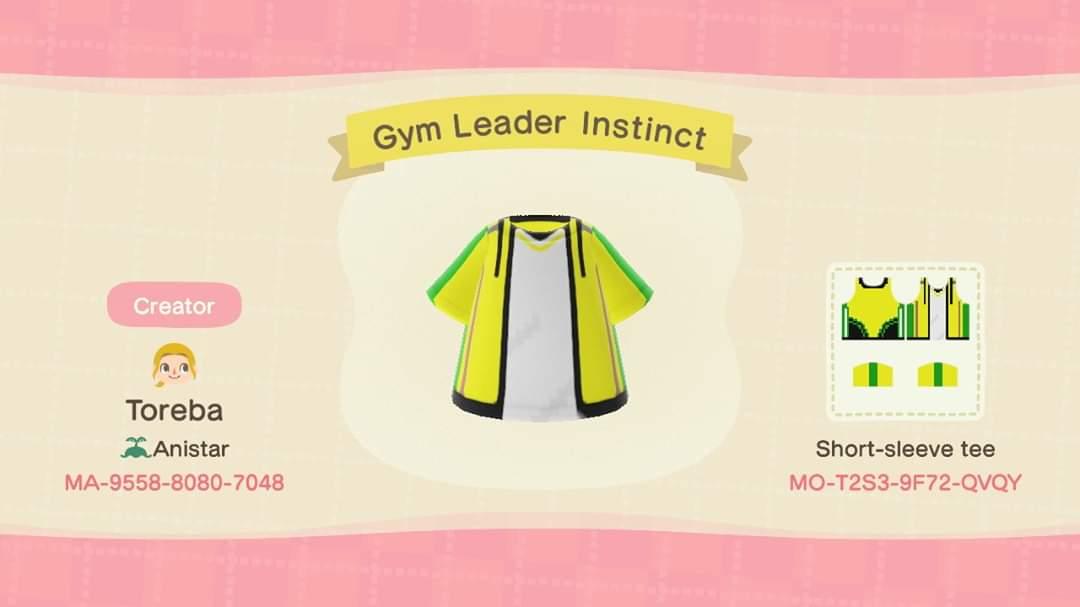 Gym Leader Instinct
Creator
Toreba
Anistar
MA-9558-8080-7048
Short-sleeve tee
MO-T2S3-9F72-QVQY